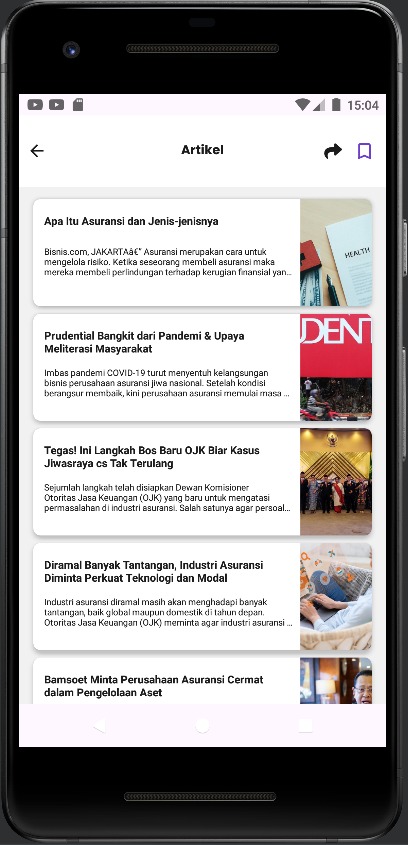 15:04
Artikel
Apa Itu Asuransi dan Jenis-jenisnya
Bisnis.com, JAKARTAâ€“ Asuransi merupakan cara untuk
mengelola risiko. Ketika seseorang membeli asuransi maka
mereka membeli perlindungan terhadap kerugian finansial yan...
HEALTH
Prudential Bangkit dari Pandemi & Upaya
Meliterasi Masyarakat
Imbas pandemi COVID-19 turut menyentuh kelangsungan
bisnis perusahaan asuransi jiwa nasional. Setelah kondisi
berangsur membaik, kini perusahaan asuransi memulai masa ...
UDENT
Tegas! Ini Langkah Bos Baru OJK Biar Kasus
Jiwasraya cs Tak Terulang
Sejumlah langkah telah disiapkan Dewan Komisioner
Otoritas Jasa Keuangan (OJK) yang baru untuk mengatasi
permasalahan di industri asuransi. Salah satunya agar persoal...
Diramal Banyak Tantangan, Industri Asuransi
Diminta Perkuat Teknologi dan Modal
Industri asuransi diramal masih akan menghadapi banyak
tantangan, baik global maupun domestik di tahun depan.
Otoritas Jasa Keuangan (OJK) meminta agar industri asuransi ...
Bamsoet Minta Perusahaan Asuransi Cermat
dalam Pengelolaan Aset